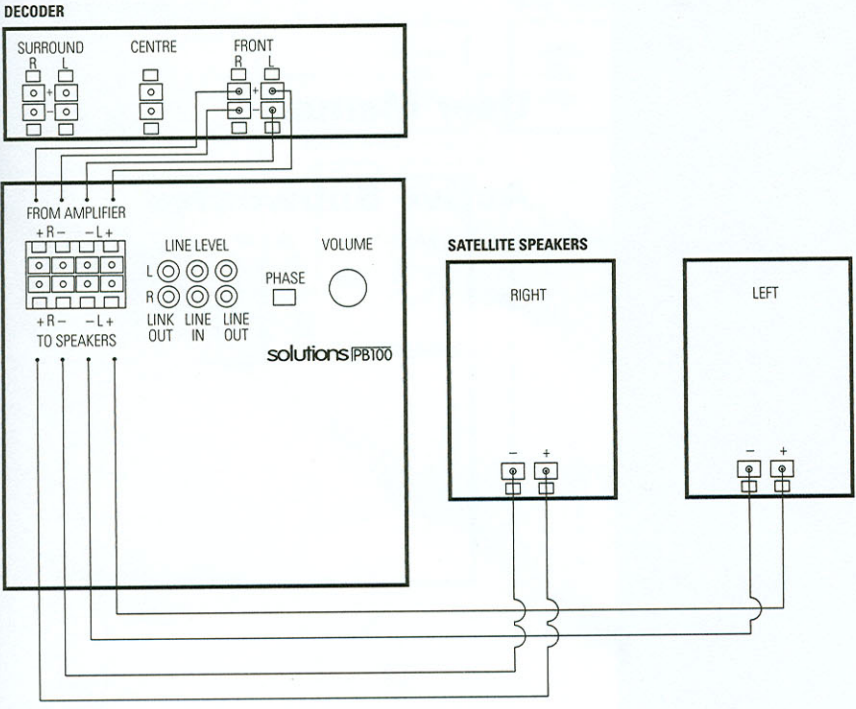 DECODER
SURROUND CENTRE FRONT
R L R L
+ +
− −
FROM AMPLIFIER
+ R − − L +
LINE LEVEL
VOLUME
L
PHASE
R
LINK OUT
LINE IN
LINE OUT
+ R − − L +
TO SPEAKERS
solutions PB100
SATELLITE SPEAKERS
RIGHT
LEFT
− +
− +